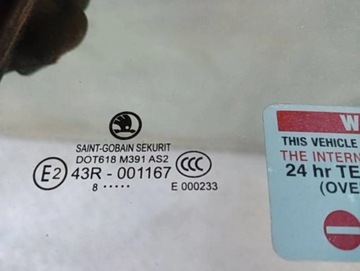 SAINT-GOBAIN SEKURIT
DOT618 M391 AS2
E2 43R - 001167 CCC
8 ..... E 000233
W
THIS VEHICLE
THE INTERN
24 hr TE
(OVE